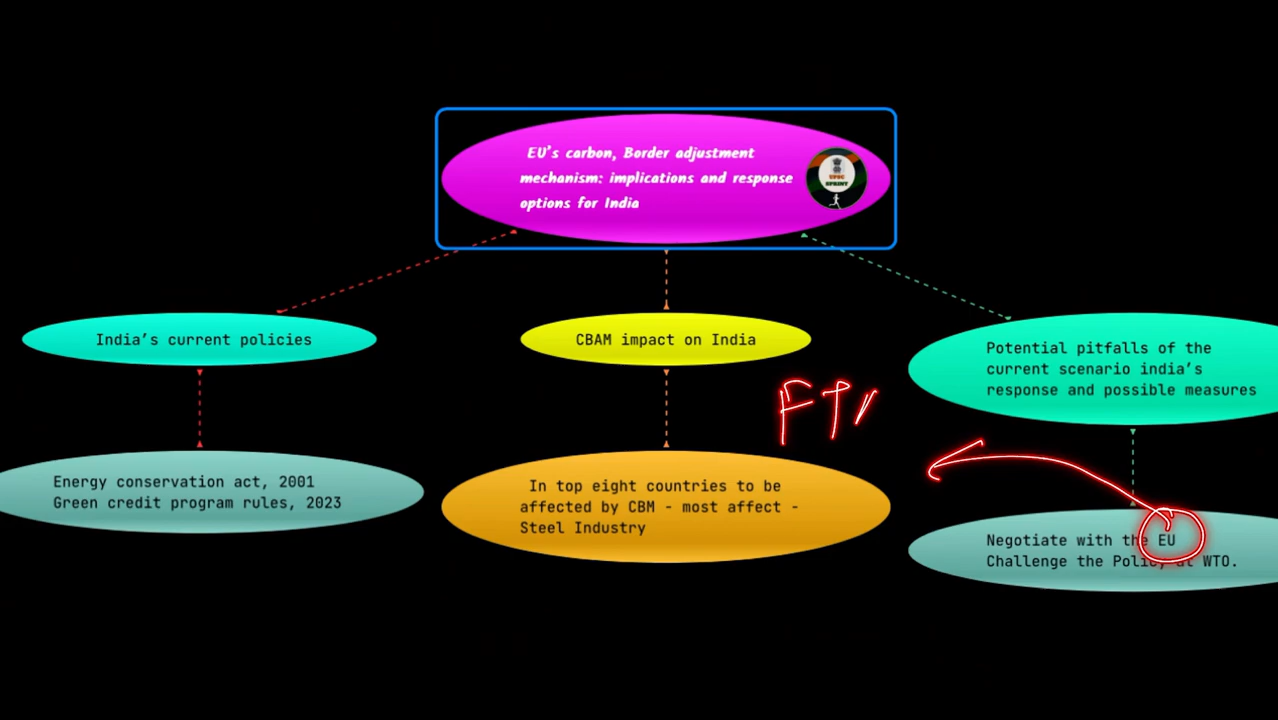 EU's carbon, Border adjustment
mechanism: implications and response
options for India
UPSC
SPRINT
India's current policies
CBAM impact on India
Potential pitfalls of the
current scenario india's
response and possible measures
Energy conservation act, 2001
Green credit program rules, 2023
In top eight countries to be
affected by CBM - most affect -
Steel Industry
Negotiate with the EU
Challenge the Policy at WTO.